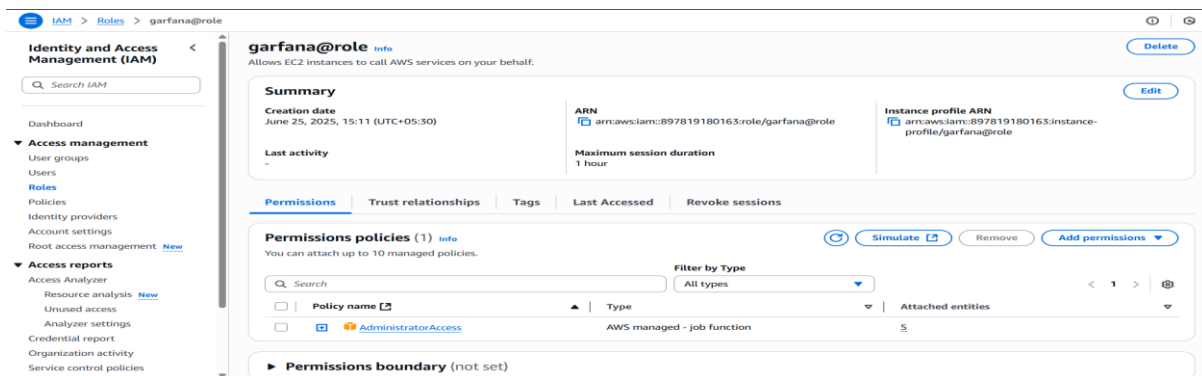 IAM > Roles > garfana@role
Identity and Access Management (IAM)
Search IAM
Dashboard
Access management
User groups
Users
Roles
Policies
Identity providers
Account settings
Root access management New
Access reports
Access Analyzer
Resource analysis New
Unused access
Analyzer settings
Credential report
Organization activity
Service control policies
garfana@role Info
Delete
Allows EC2 instances to call AWS services on your behalf.
Summary
Edit
Creation date
June 25, 2025, 15:11 (UTC+05:30)
ARN
arn:aws:iam::897819180163:role/garfana@role
Instance profile ARN
arn:aws:iam::897819180163:instance-
profile/garfana@role
Last activity
-
Maximum session duration
1 hour
Permissions Trust relationships Tags Last Accessed Revoke sessions
Permissions policies (1) Info
Simulate Remove Add permissions
You can attach up to 10 managed policies.
Filter by Type
Search
All types
< 1 >
Policy name Type Attached entities
AdministratorAccess AWS managed - job function 5
Permissions boundary (not set)